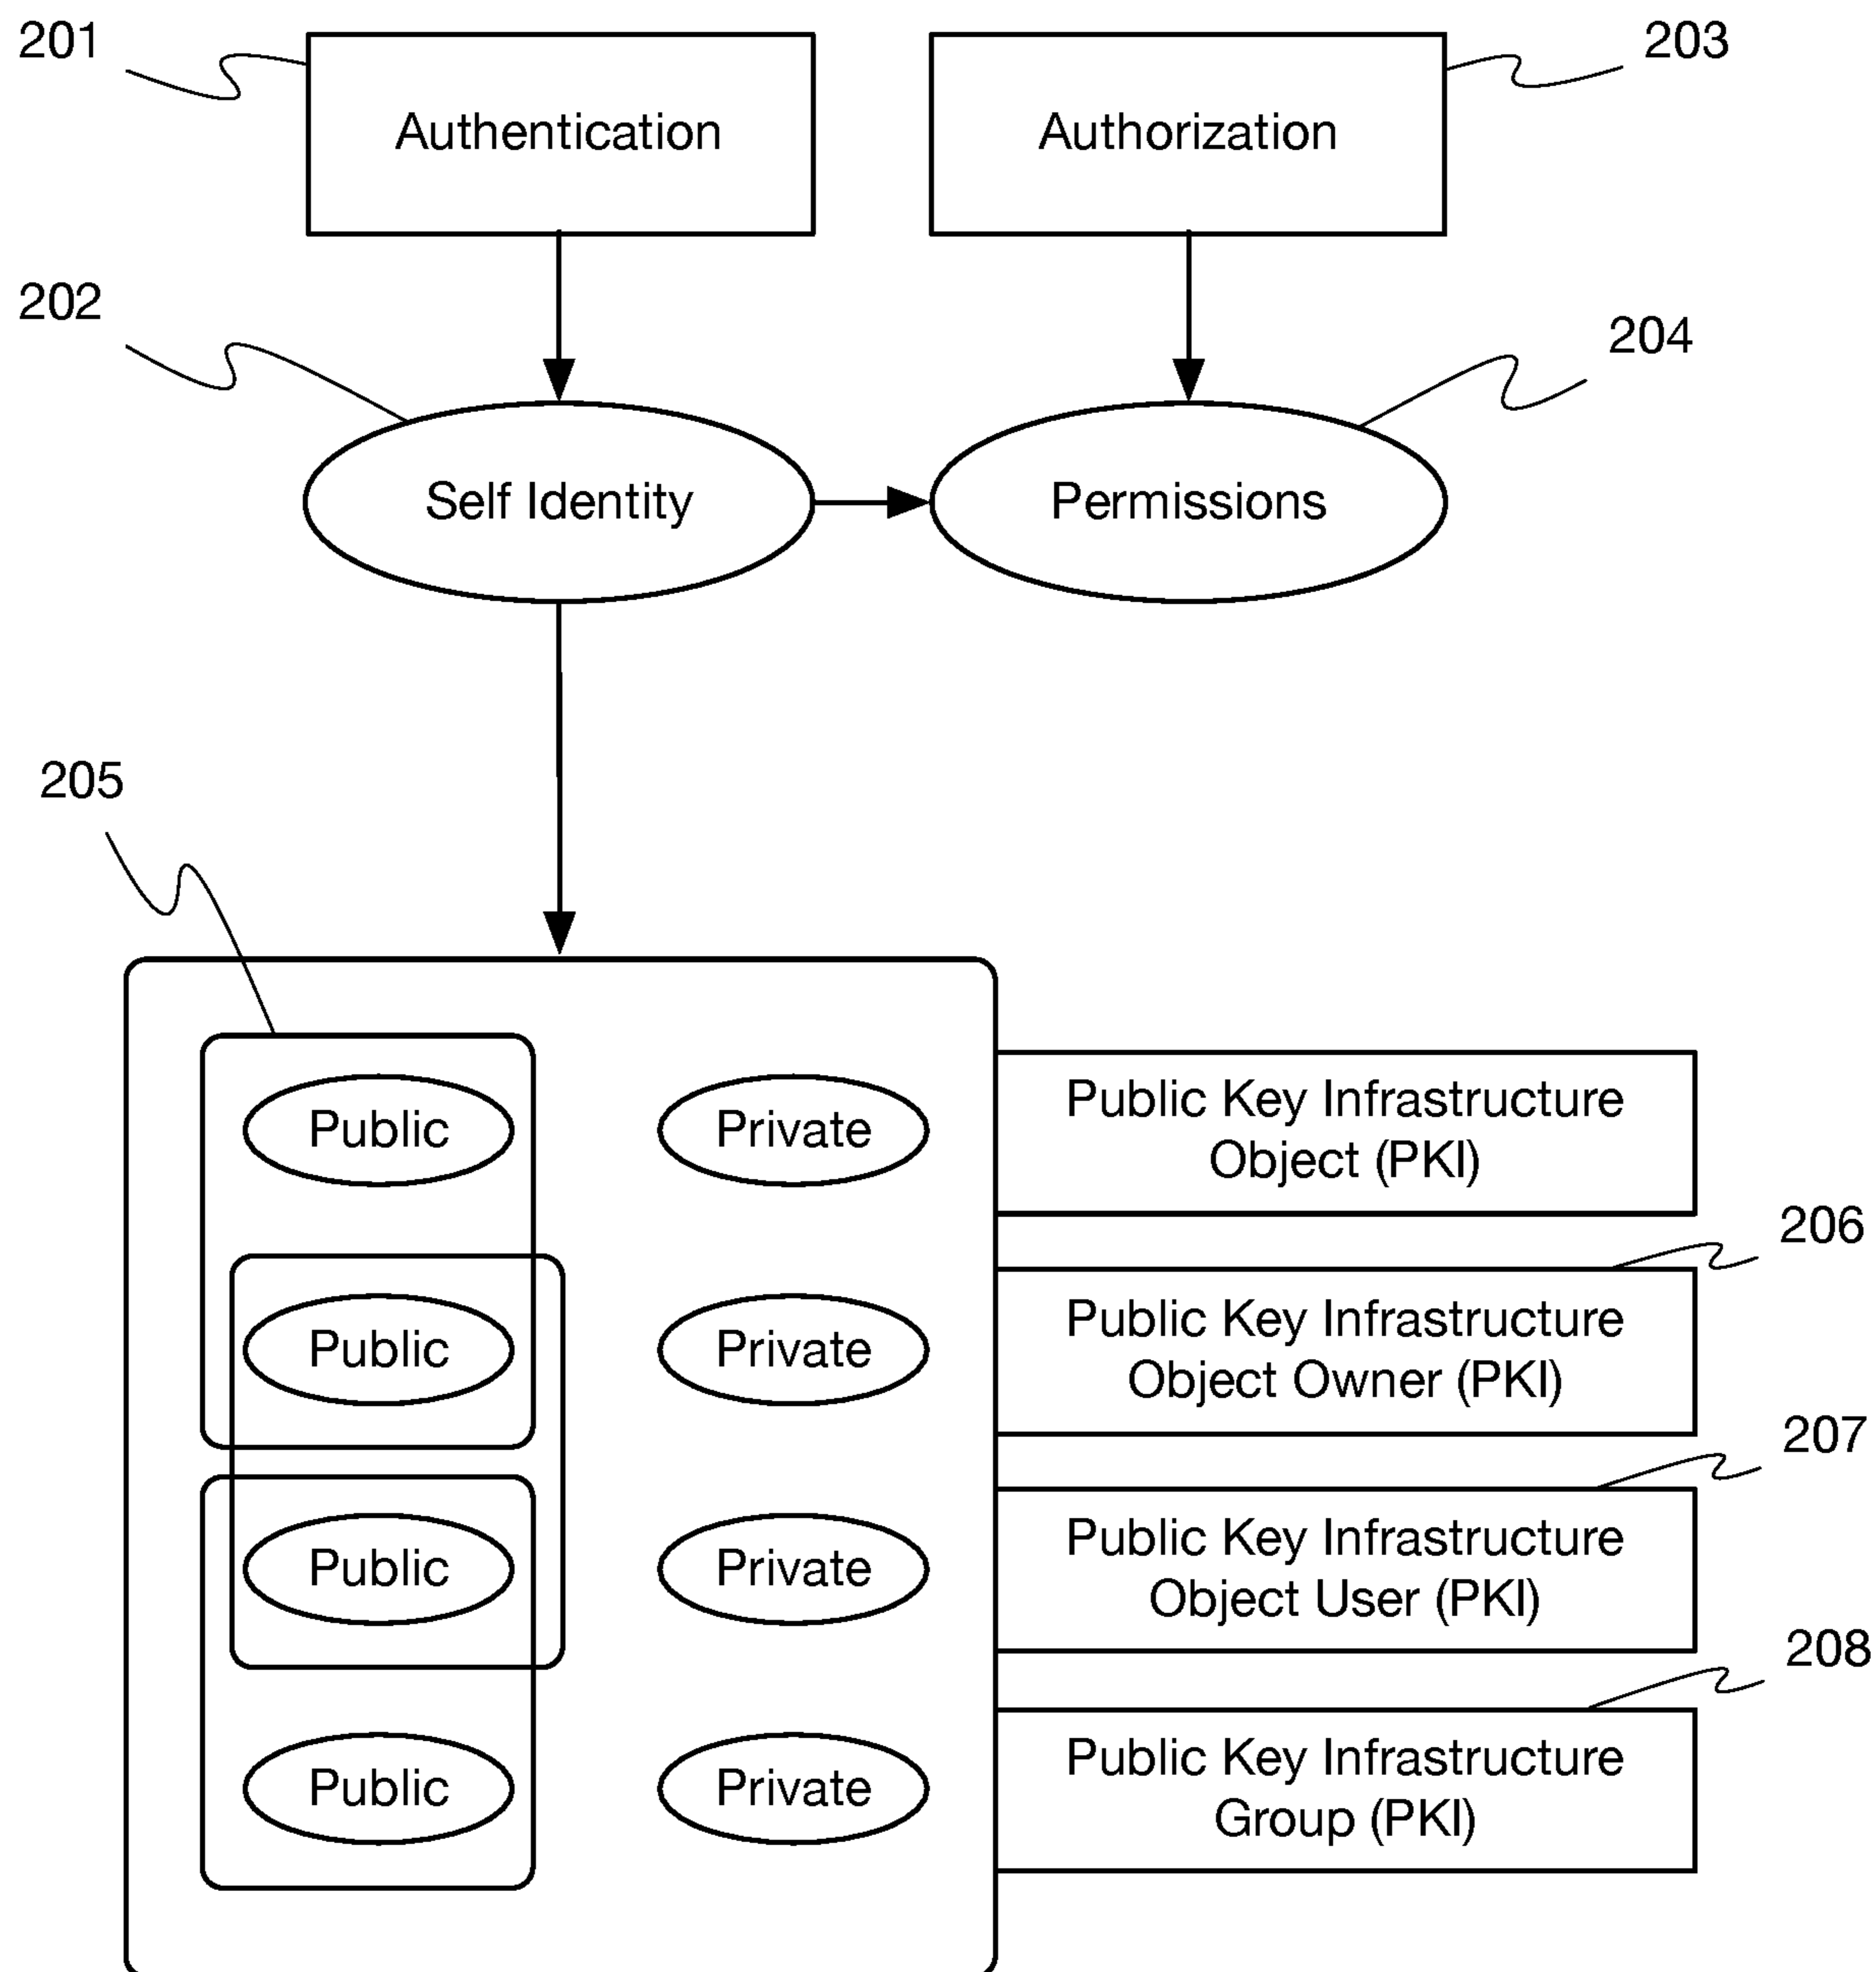 201
Authentication
Authorization
203
202
204
Self Identity
Permissions
205
Public
Private
Public Key Infrastructure
Object (PKI)
206
Public
Private
Public Key Infrastructure
Object Owner (PKI)
207
Public
Private
Public Key Infrastructure
Object User (PKI)
208
Public
Private
Public Key Infrastructure
Group (PKI)